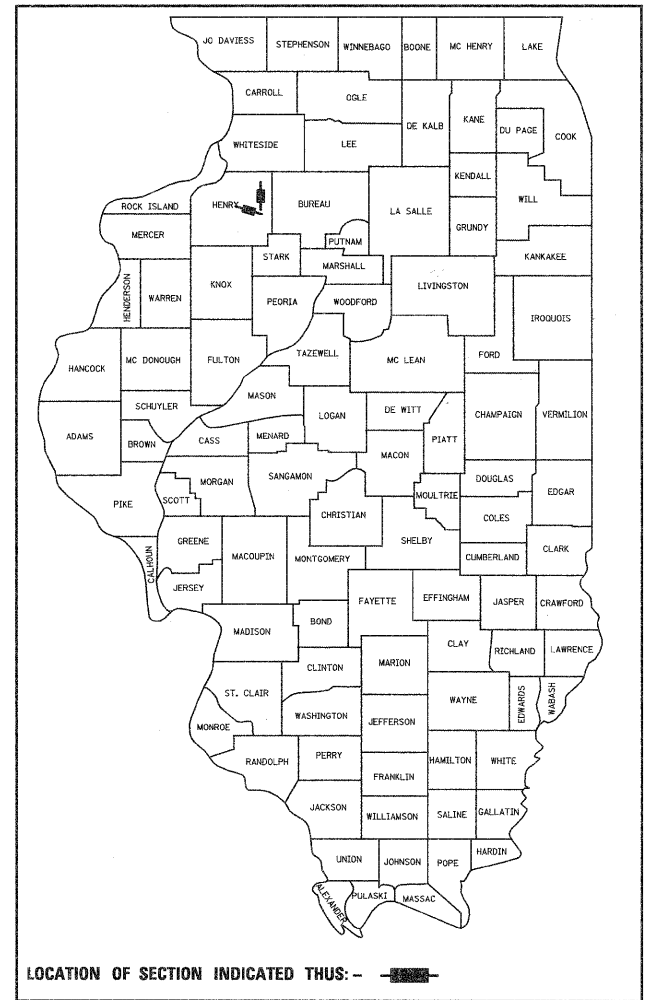 JO DAVIESS
STEPHENSON
WINNEBAGO
BOONE
MC HENRY
LAKE
CARROLL
OGLE
DE KALB
KANE
DU PAGE
COOK
WHITESIDE
LEE
KENDALL
WILL
ROCK ISLAND
HENRY
BUREAU
LA SALLE
GRUNDY
MERCER
PUTNAM
KANKAKEE
STARK
MARSHALL
HENDERSON
WARREN
KNOX
PEORIA
WOODFORD
LIVINGSTON
IROQUOIS
HANCOCK
MC DONOUGH
FULTON
TAZEWELL
MC LEAN
FORD
SCHUYLER
MASON
LOGAN
DE WITT
CHAMPAIGN
VERMILION
ADAMS
BROWN
CASS
MENARD
MACON
PIATT
PIKE
SCOTT
MORGAN
SANGAMON
CHRISTIAN
MOULTRIE
DOUGLAS
EDGAR
COLES
CALHOUN
GREENE
MACOUPIN
MONTGOMERY
SHELBY
CUMBERLAND
CLARK
JERSEY
FAYETTE
EFFINGHAM
JASPER
CRAWFORD
MADISON
BOND
CLINTON
MARION
CLAY
RICHLAND
LAWRENCE
ST. CLAIR
WASHINGTON
JEFFERSON
WAYNE
EDWARDS
WABASH
MONROE
RANDOLPH
PERRY
FRANKLIN
HAMILTON
WHITE
JACKSON
WILLIAMSON
SALINE
GALLATIN
UNION
JOHNSON
POPE
HARDIN
ALEXANDER
PULASKI
MASSAC
LOCATION OF SECTION INDICATED THUS: -